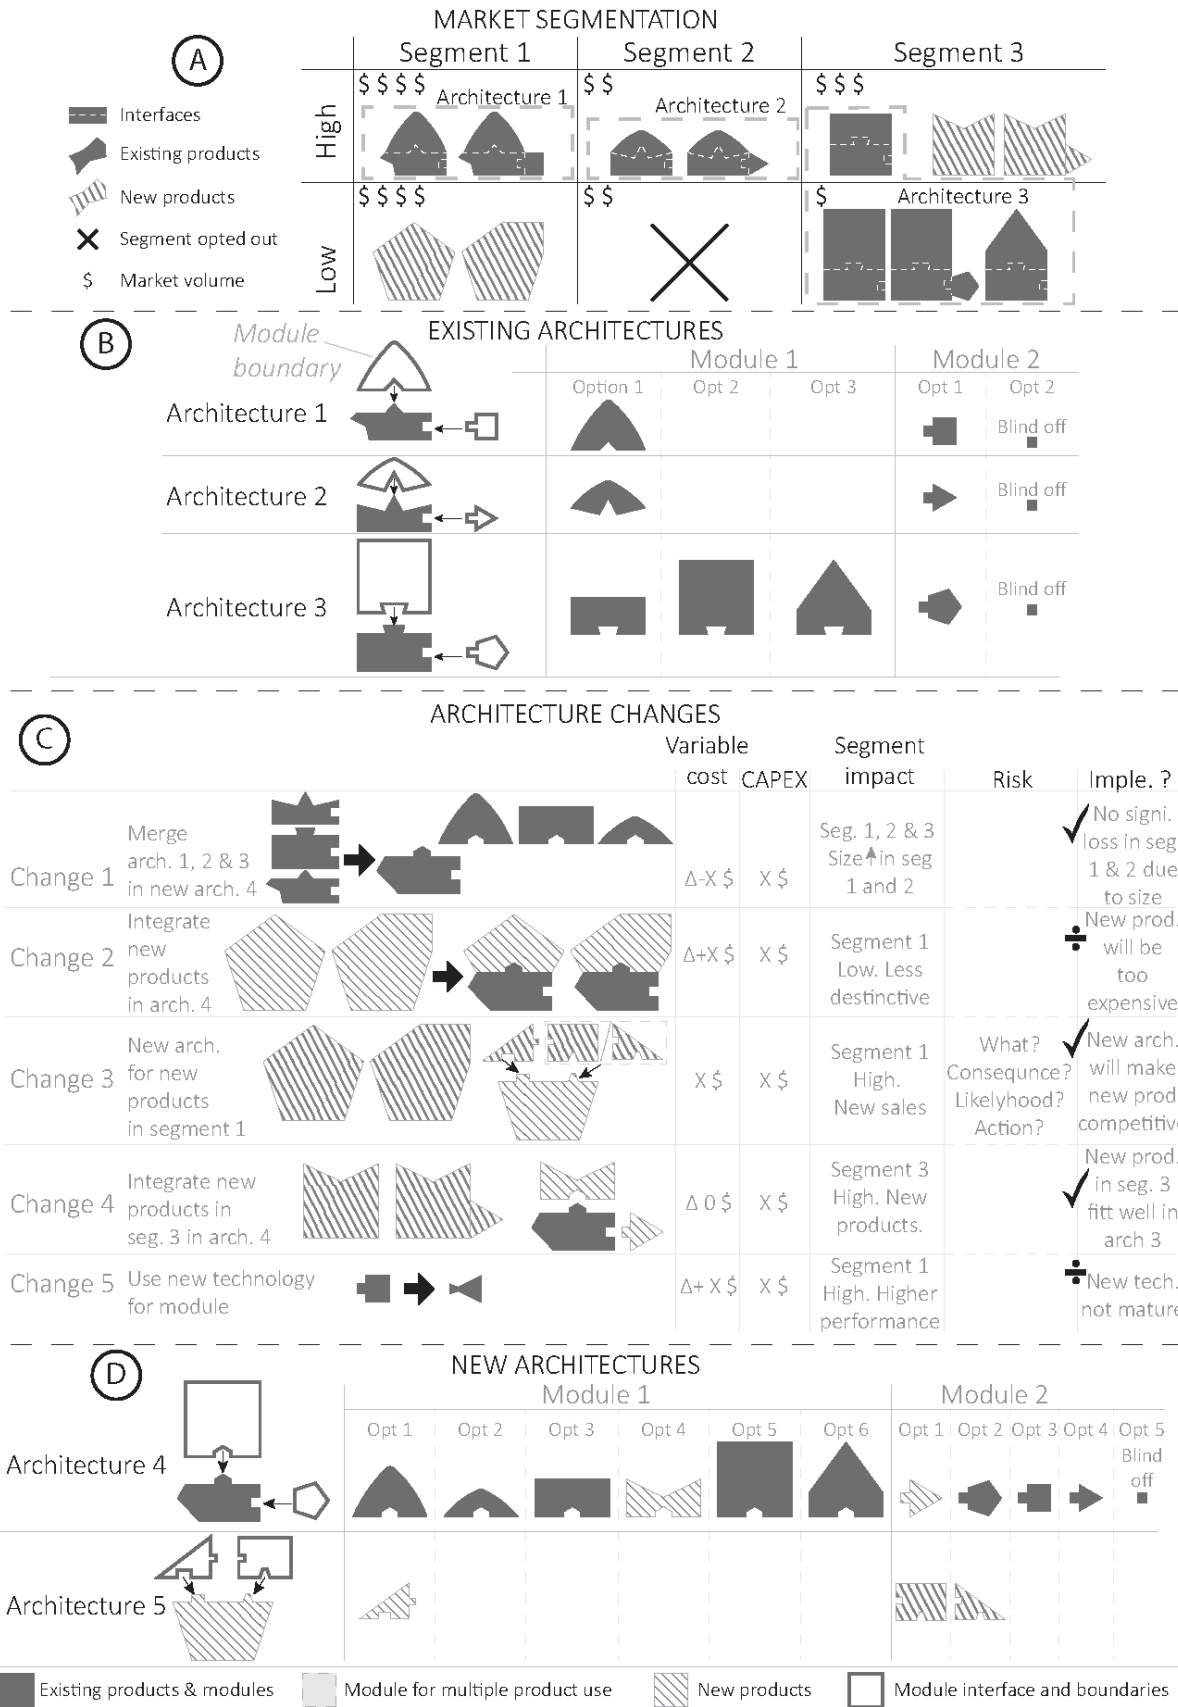 MARKET SEGMENTATION
A
Segment 1
Segment 2
Segment 3
Interfaces
Existing products
New products
Segment opted out
$ Market volume
High
$ $ $ $
Architecture 1
$ $
Architecture 2
$ $ $
Low
$ $ $ $
$ $
$
Architecture 3
B
EXISTING ARCHITECTURES
Module
boundary
Module 1
Module 2
Option 1
Opt 2
Opt 3
Opt 1
Opt 2
Architecture 1
Blind off
Architecture 2
Blind off
Architecture 3
Blind off
C
ARCHITECTURE CHANGES
Variable
cost
CAPEX
Segment
impact
Risk
Imple. ?
Change 1
Merge
arch. 1, 2 & 3
in new arch. 4
Δ-X $
X $
Seg. 1, 2 & 3
Size in seg
1 and 2
No signi.
loss in seg
1 & 2 due
to size
Change 2
Integrate
new
products
in arch. 4
Δ+X $
X $
Segment 1
Low. Less
destinctive
New prod.
will be
too
expensive
Change 3
New arch.
for new
products
in segment 1
X $
X $
Segment 1
High.
New sales
What?
Consequnce?
Likelyhood?
Action?
New arch.
will make
new prod
competitive
Change 4
Integrate new
products in
seg. 3 in arch. 4
Δ 0 $
X $
Segment 3
High. New
products.
New prod.
in seg. 3
fitt well in
arch 3
Change 5
Use new technology
for module
Δ+ X $
X $
Segment 1
High. Higher
performance
New tech.
not mature
D
NEW ARCHITECTURES
Module 1
Module 2
Opt 1
Opt 2
Opt 3
Opt 4
Opt 5
Opt 6
Opt 1
Opt 2
Opt 3
Opt 4
Opt 5
Blind
off
Architecture 4
Architecture 5
Existing products & modules
Module for multiple product use
New products
Module interface and boundaries